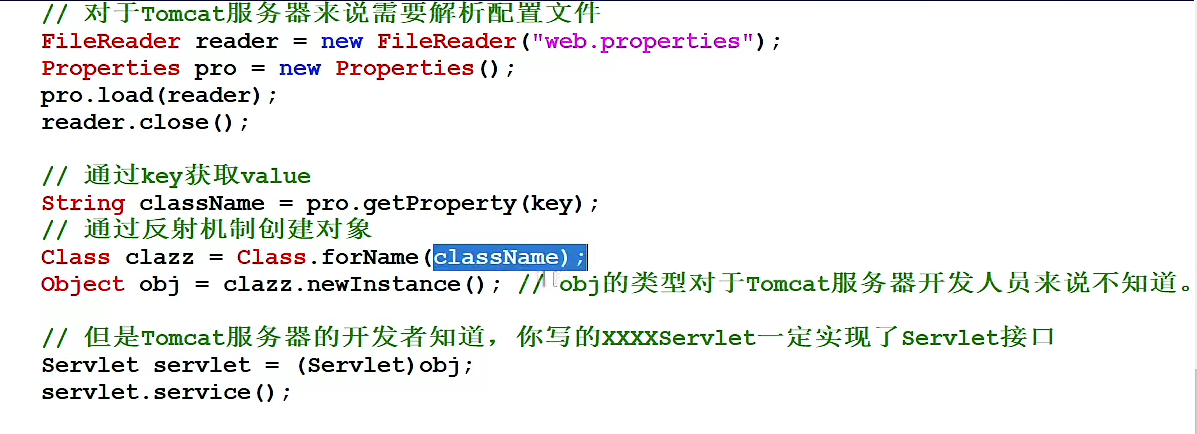 // 对于Tomcat服务器来说需要解析配置文件
FileReader reader = new FileReader("web.properties");
Properties pro = new Properties();
pro.load(reader);
reader.close();
// 通过key获取value
String className = pro.getProperty(key);
// 通过反射机制创建对象
Class clazz = Class.forName(className);
Object obj = clazz.newInstance(); // obj的类型对于Tomcat服务器开发人员来说不知道。
// 但是Tomcat服务器的开发者知道，你写的XXXXServlet一定实现了Servlet接口
Servlet servlet = (Servlet)obj;
servlet.service();